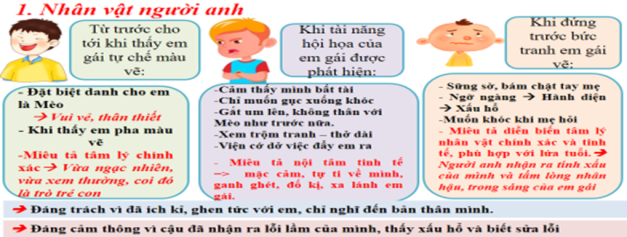 1. Nhân vật người anh
Từ trước cho
tới khi thấy em
gái tự chế màu
vẽ:
- Đặt biệt danh cho em
là Mèo
→ Vui vẻ, thân thiết
- Khi thấy em pha màu
vẽ
-Miêu tả tâm lý chính
xác → Vừa ngạc nhiên,
vừa xem thường, coi đó
là trò trẻ con
Khi tài năng
hội họa của
em gái được
phát hiện:
-Cảm thấy mình bất tài
-Chỉ muốn gục xuống khóc
-Gắt um lên, không thân với
Mèo như trước nữa.
-Xem trộm tranh – thở dài
-Viện cớ dở việc đẩy em ra
- Miêu tả nội tâm tinh tế
--> mặc cảm, tự ti về mình,
ganh ghét, đố kị, xa lánh em
gái.
Khi đứng
trước bức
tranh em gái
vẽ:
- Sững sờ, bám chặt tay mẹ
- Ngỡ ngàng → Hãnh diện
→ Xấu hổ
-Muốn khóc khi mẹ hỏi
- Miêu tả diễn biến tâm lý
nhân vật chính xác và tinh
tế, phù hợp với lứa tuổi. →
Người anh nhận ra tính xấu
của mình và tấm lòng nhân
hậu, trong sáng của em gái
→ Đáng trách vì đã ích kỉ, ghen tức với em, chỉ nghĩ đến bản thân mình.
→ Đáng cảm thông vì cậu đã nhận ra lỗi lầm của mình, thấy xấu hổ và biết sửa lỗi